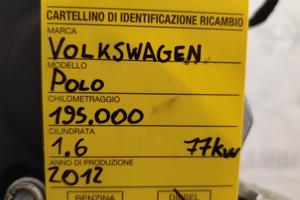 CARTELLINO DI IDENTIFICAZIONE RICAMBIO
MARCA
VOLKSWAGEN
MODELLO
POLO
CHILOMETRAGGIO
195,000
CILINDRATA
1,6 77kw
ANNO DI PRODUZIONE
2012
BENZINA DIESEL